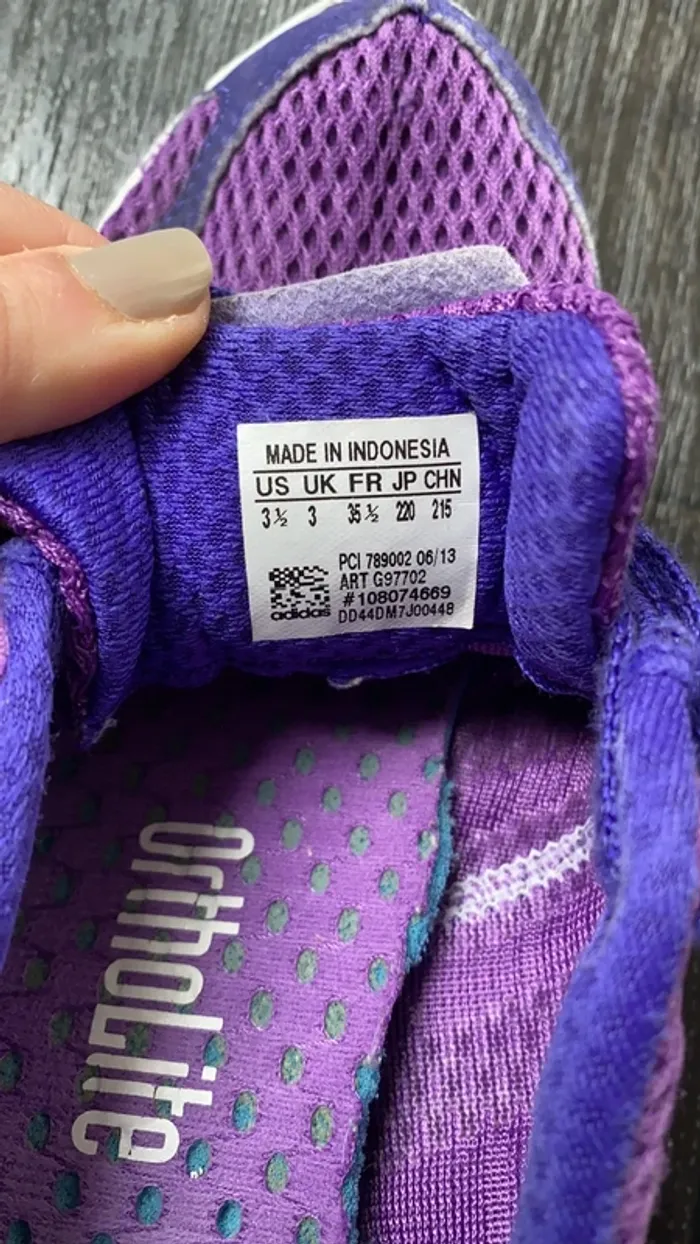 MADE IN INDONESIA
US UK FR JP CHN
3½ 3 35½ 220 215
PCI 789002 06/13
ART G97702
#108074669
DD44DM7J00448
adidas
OrthoLite